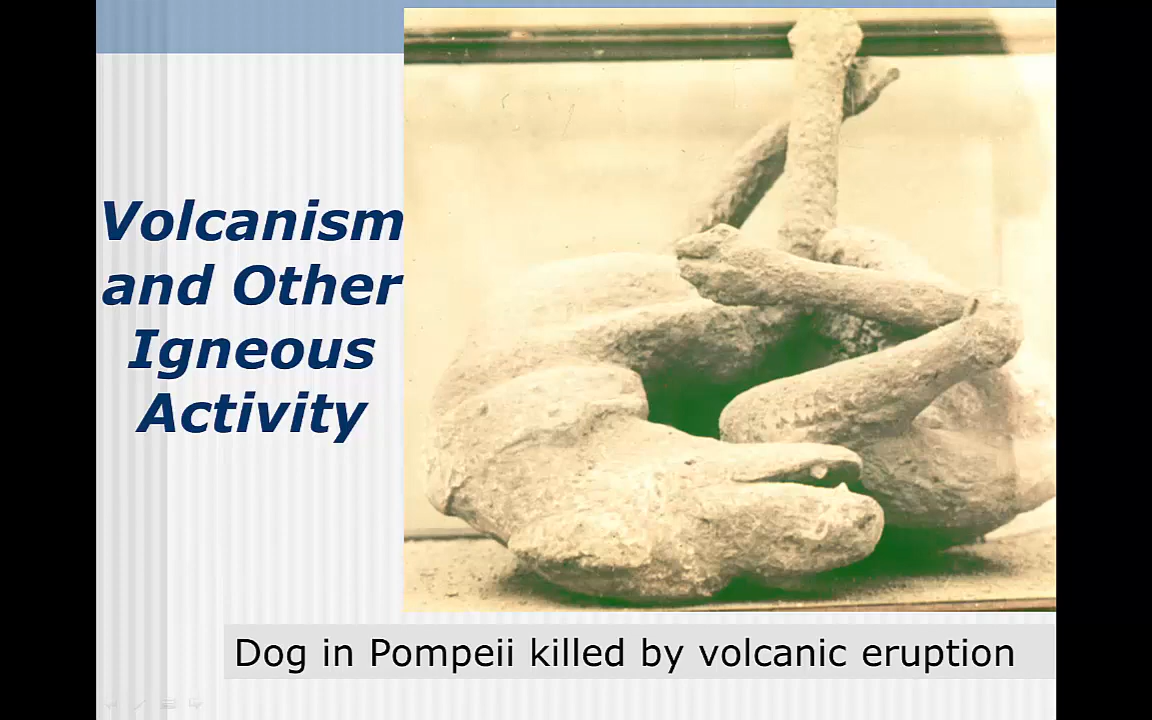 Volcanism
and Other
Igneous
Activity
Dog in Pompeii killed by volcanic eruption